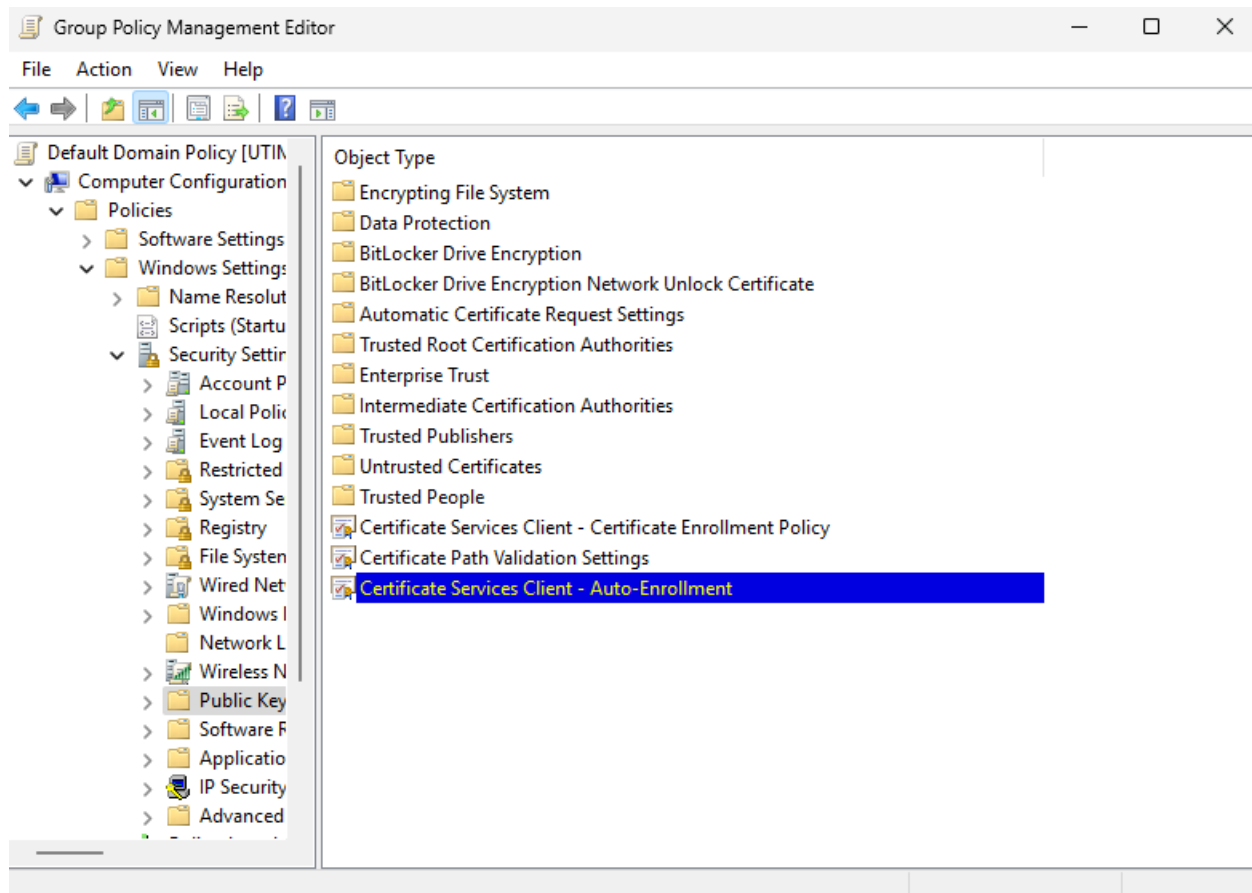 Group Policy Management Editor
File Action View Help
Default Domain Policy [UTIM
Computer Configuration
Policies
Software Settings
Windows Settings
Name Resolut
Scripts (Startu
Security Settin
Account P
Local Polic
Event Log
Restricted
System Se
Registry
File System
Wired Net
Windows
Network L
Wireless N
Public Key
Software R
Applicatio
IP Security
Advanced
Object Type
Encrypting File System
Data Protection
BitLocker Drive Encryption
BitLocker Drive Encryption Network Unlock Certificate
Automatic Certificate Request Settings
Trusted Root Certification Authorities
Enterprise Trust
Intermediate Certification Authorities
Trusted Publishers
Untrusted Certificates
Trusted People
Certificate Services Client - Certificate Enrollment Policy
Certificate Path Validation Settings
Certificate Services Client - Auto-Enrollment